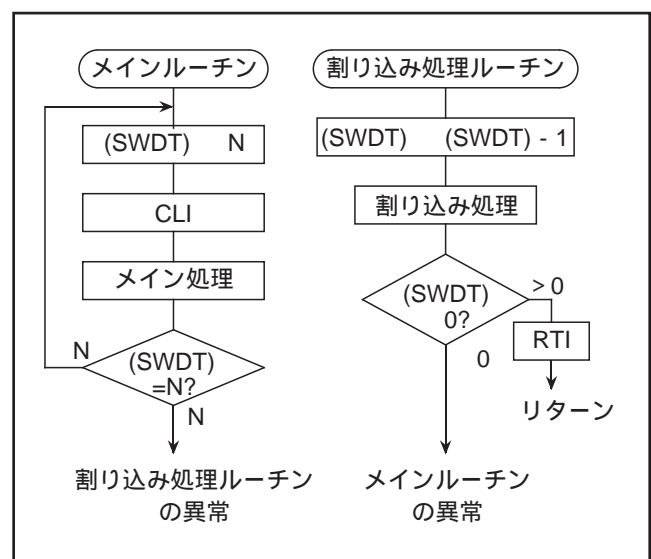 メインルーチン
(SWDT) N
CLI
メイン処理
(SWDT)
=N?
N
N
割り込み処理ルーチン
の異常
割り込み処理ルーチン
(SWDT) (SWDT) - 1
割り込み処理
(SWDT)
0?
> 0
0
RTI
リターン
メインルーチン
の異常